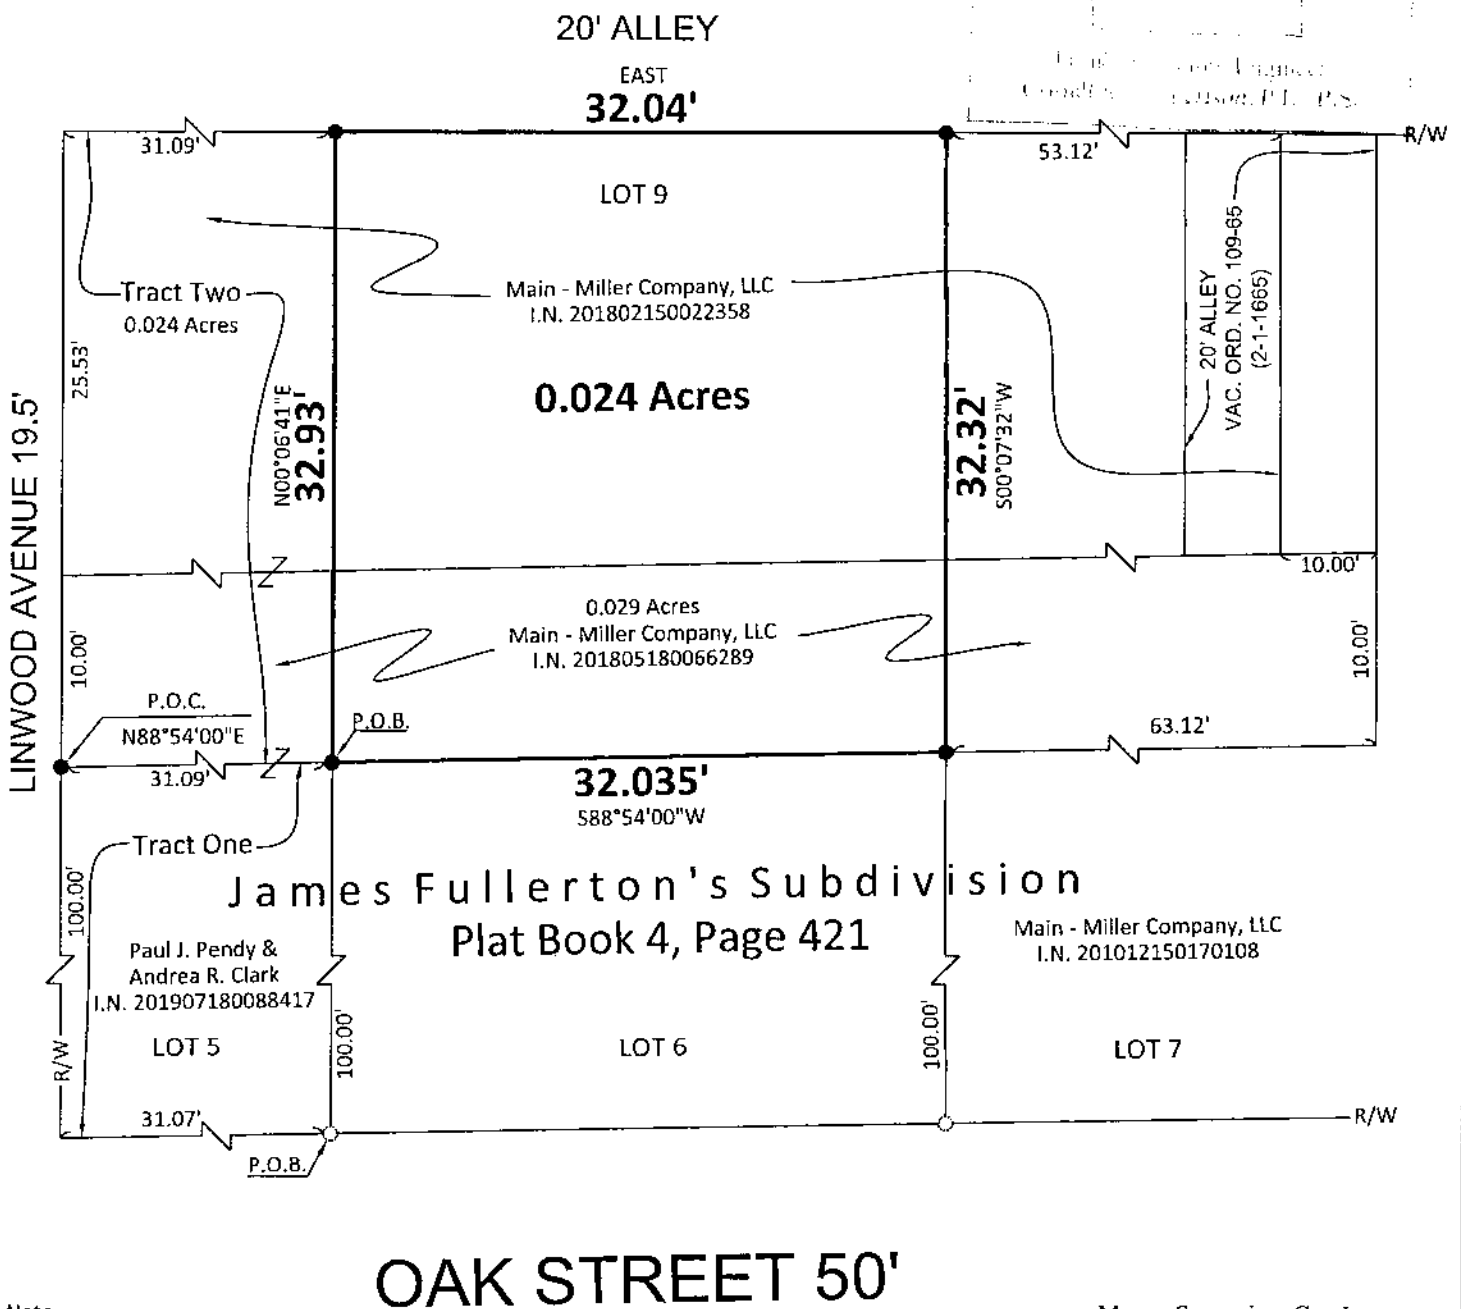 20' ALLEY
EAST
32.04'
R/W
31.09'
53.12'
LOT 9
Main - Miller Company, LLC
I.N. 201802150022358
Tract Two
0.024 Acres
20' ALLEY
VAC. ORD. NO. 109-65
(2-1-1665)
25.53'
0.024 Acres
N00°06'41"E
32.93'
32.32'
S00°07'32"W
LINWOOD AVENUE 19.5'
10.00'
0.029 Acres
Main - Miller Company, LLC
I.N. 201805180066289
10.00'
10.00'
P.O.C.
N88°54'00"E
31.09'
P.O.B.
63.12'
32.035'
S88°54'00"W
Tract One
James Fullerton's Subdivision
Plat Book 4, Page 421
100.00'
Paul J. Pendy &
Andrea R. Clark
I.N. 201907180088417
Main - Miller Company, LLC
I.N. 201012150170108
LOT 5
LOT 6
LOT 7
R/W
100.00'
100.00'
31.07'
R/W
P.O.B.
OAK STREET 50'